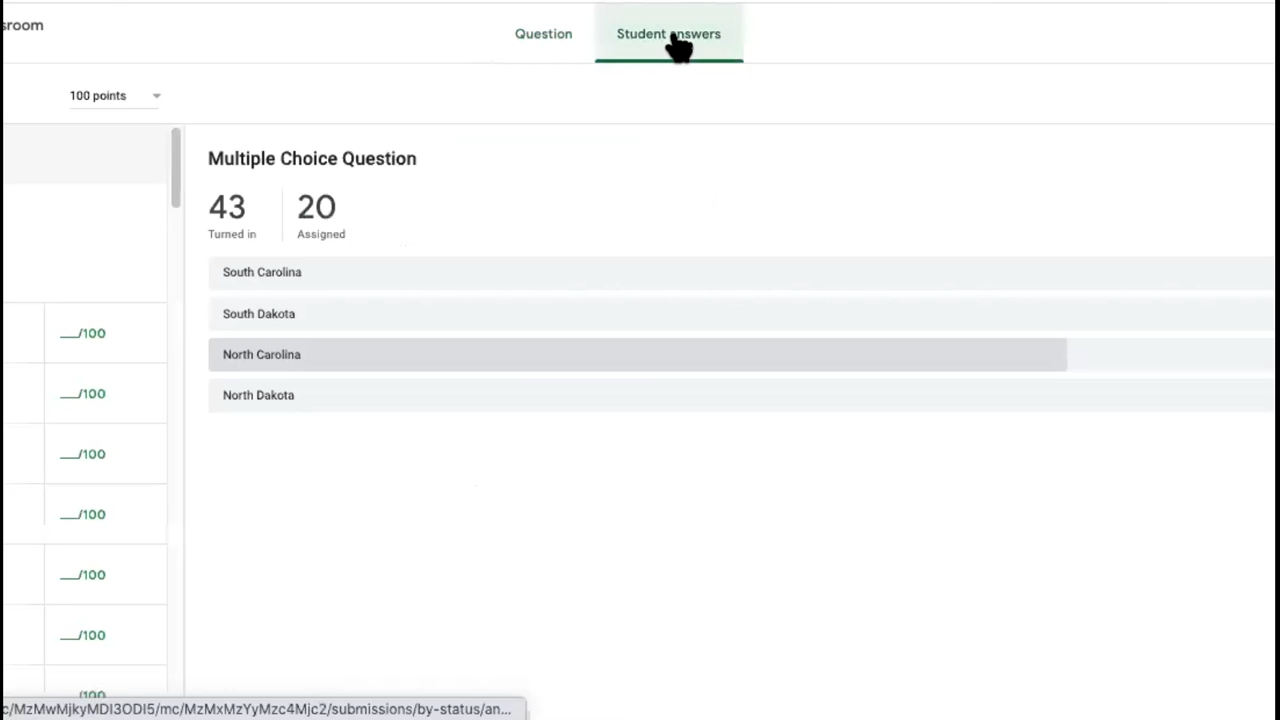 sroom
Question
Student answers
100 points
Multiple Choice Question
43
20
Turned in
Assigned
South Carolina
South Dakota
North Carolina
North Dakota
__/100
__/100
__/100
__/100
__/100
__/100
/100
c/MzMwMjkyMDI3ODI5/mc/MzMxMzYyMzc4Mjc2/submissions/by-status/an...